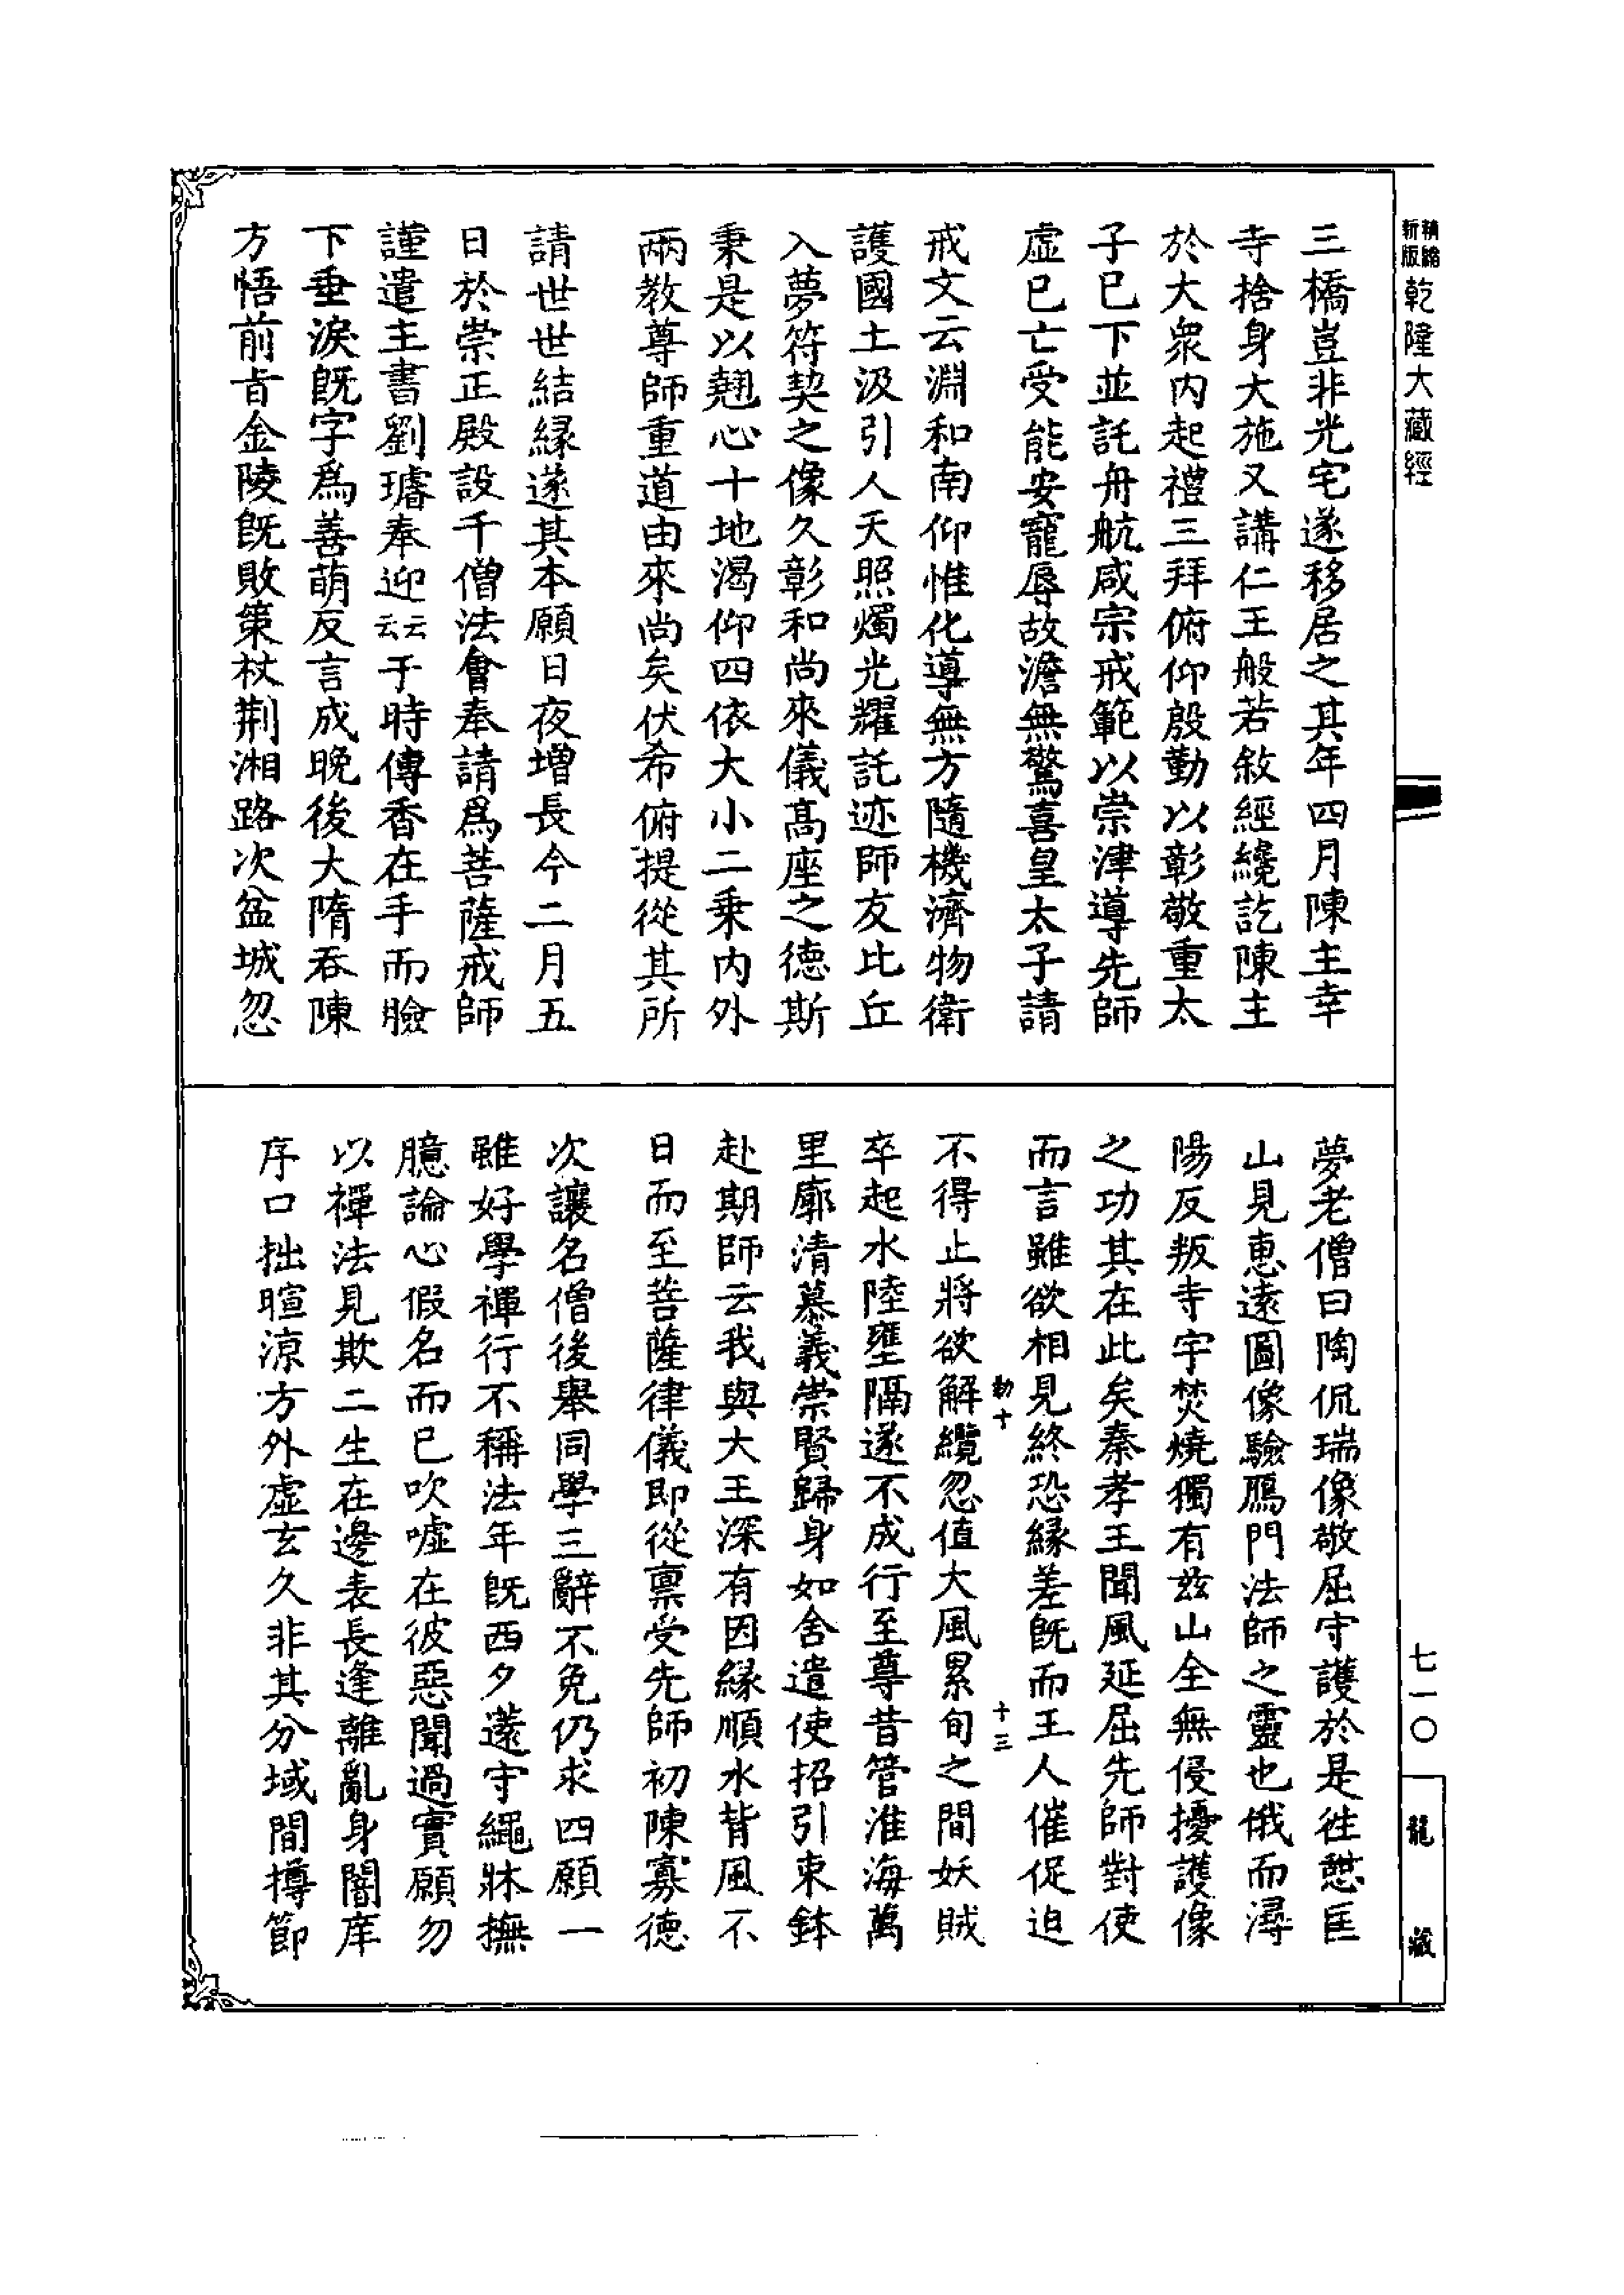 新版精縮乾隆大藏經
三橋豈非光宅遂移居之其年四月陳主幸
寺捨身大施又講仁王般若敘經纔訖陳主
於大衆内起禮三拜俯仰殷勤以彰敬重太
子已下並託舟航咸宗戒範以崇津導先師
虛已亡受能安寵辱故澹無驚喜皇太子請
戒文云淵和南仰惟化導無方隨機濟物衛
護國土汲引人天照燭光耀託迹師友比丘
入夢符契之像久彰和尚來儀高座之德斯
秉是以翹心十地渴仰四依大小二乘内外
兩教尊師重道由來尚矣伏希俯提從其所
請世世結緣遂其本願日夜增長今二月五
日於崇正殿設千僧法會奉請爲菩薩戒師
謹遣主書劉璿奉迎云云于時傳香在手而臉
下垂淚旣字爲善萌反言成晚後大隋吞陳
方悟前旨金陵旣敗策杖荆湘路次盆城忽
夢老僧曰陶侃瑞像敬屈守護於是往憩匡
山見惠遠圖像驗鴈門法師之靈也俄而潯
陽反叛寺宇焚燒獨有兹山全無侵擾護像
之功其在此矣秦孝王聞風延屈先師對使
而言雖欲相見終恐緣差旣而王人催促迫
勅十 十三
不得止將欲解纜忽值大風累旬之間妖賊
卒起水陸壅隔遂不成行至尊昔管淮海萬
里廓清慕義崇賢歸身如舍遣使招引束鉢
赴期師云我與大王深有因緣順水背風不
日而至菩薩律儀即從禀受先師初陳寡德
次讓名僧後舉同學三辭不免仍求四願一
雖好學禪行不稱法年旣西夕遠守繩牀撫
臆論心假名而已吹噓在彼惡聞過實願勿
以禪法見欺二生在邊表長逢離亂身闇庠
序口拙暄涼方外虛玄久非其分域間撙節
七一〇
龍藏